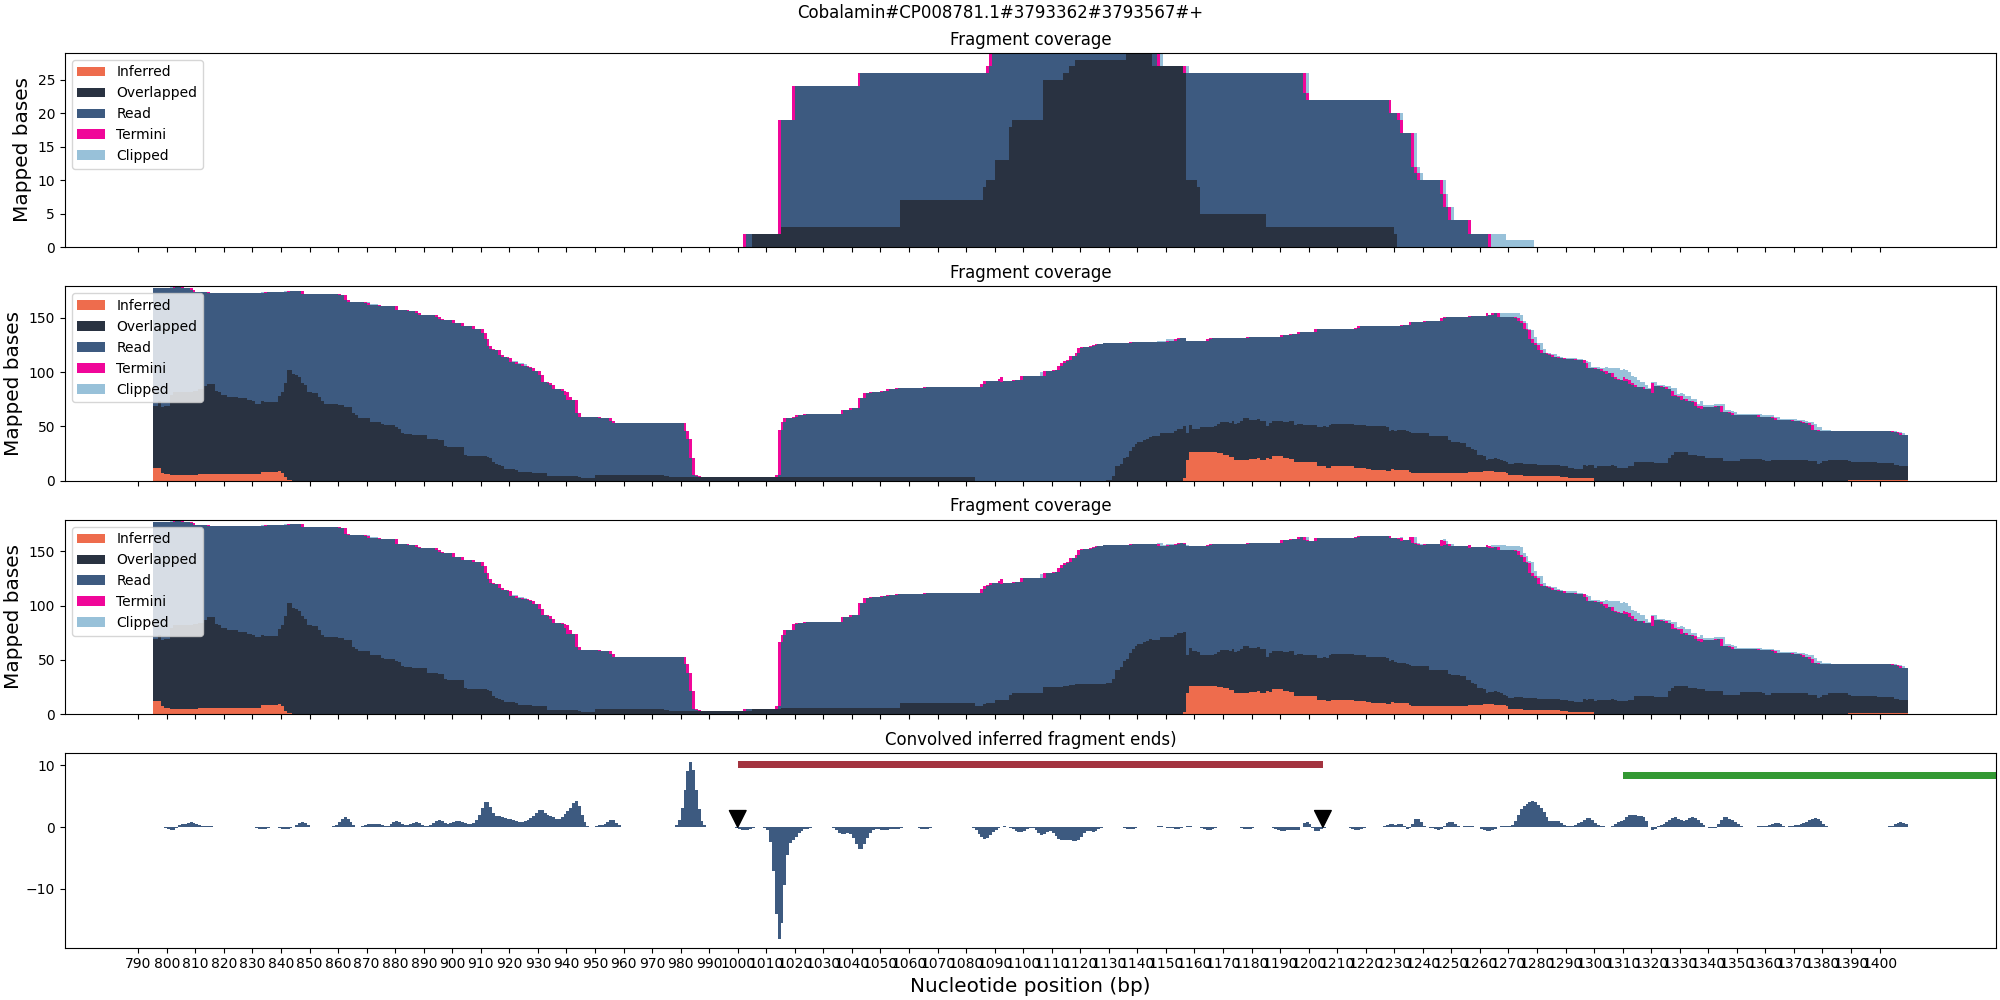 Cobalamin#CP008781.1#3793362#3793567#+
Fragment coverage
Mapped bases
25
20
15
10
5
0
Inferred
Overlapped
Read
Termini
Clipped
Fragment coverage
Mapped bases
150
100
50
0
Inferred
Overlapped
Read
Termini
Clipped
Fragment coverage
Mapped bases
150
100
50
0
Inferred
Overlapped
Read
Termini
Clipped
Convolved inferred fragment ends)
10
0
−10
790 800 810 820 830 840 850 860 870 880 890 900 910 920 930 940 950 960 970 980 990 1000 1010 1020 1030 1040 1050 1060 1070 1080 1090 1100 1110 1120 1130 1140 1150 1160 1170 1180 1190 1200 1210 1220 1230 1240 1250 1260 1270 1280 1290 1300 1310 1320 1330 1340 1350 1360 1370 1380 1390 1400
Nucleotide position (bp)